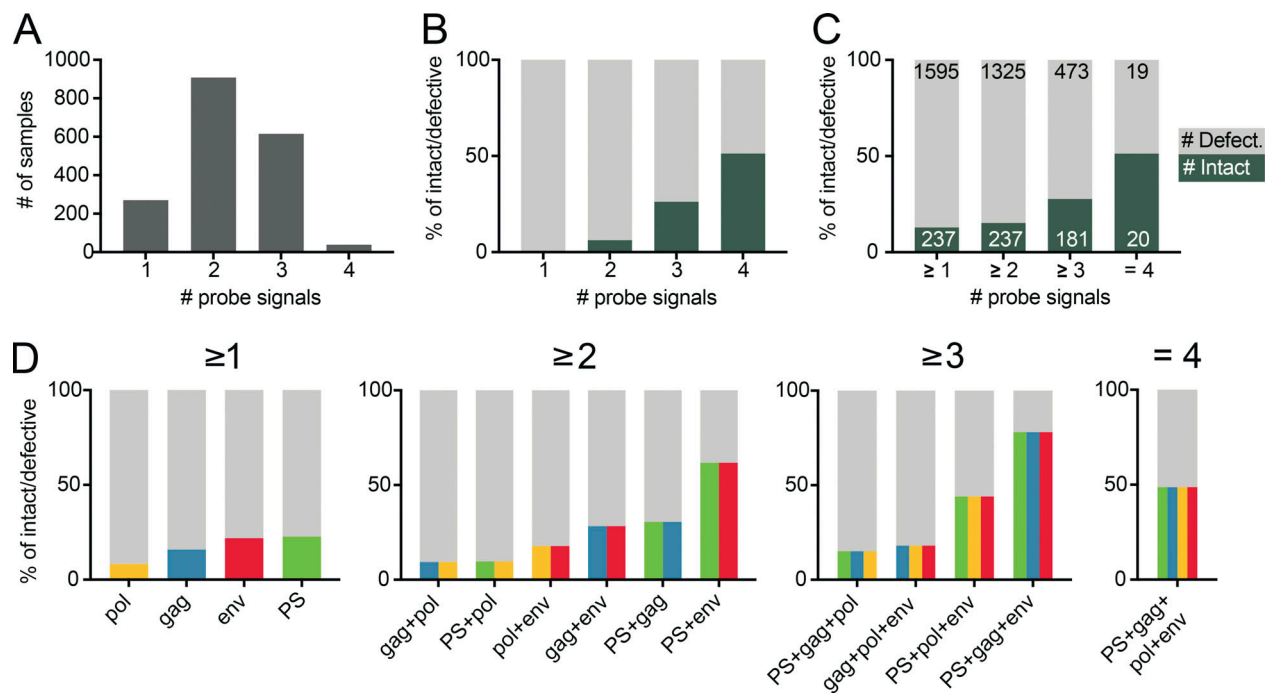 A
# of samples
1000
800
600
400
200
0
1 2 3 4
# probe signals
B
% of intact/defective
100
50
0
1 2 3 4
# probe signals
C
% of intact/defective
100
50
0
1595 1325 473 19
237 237 181 20
≥ 1 ≥ 2 ≥ 3 = 4
# probe signals
# Defect.
# Intact
D
% of intact/defective
≥1
100
50
0
pol gag env PS
≥2
100
50
0
gag+pol PS+pol pol+env gag+env PS+gag PS+env
≥3
100
50
0
PS+gag+pol gag+pol+env PS+pol+env PS+gag+env
= 4
100
50
0
PS+gag+
pol+env